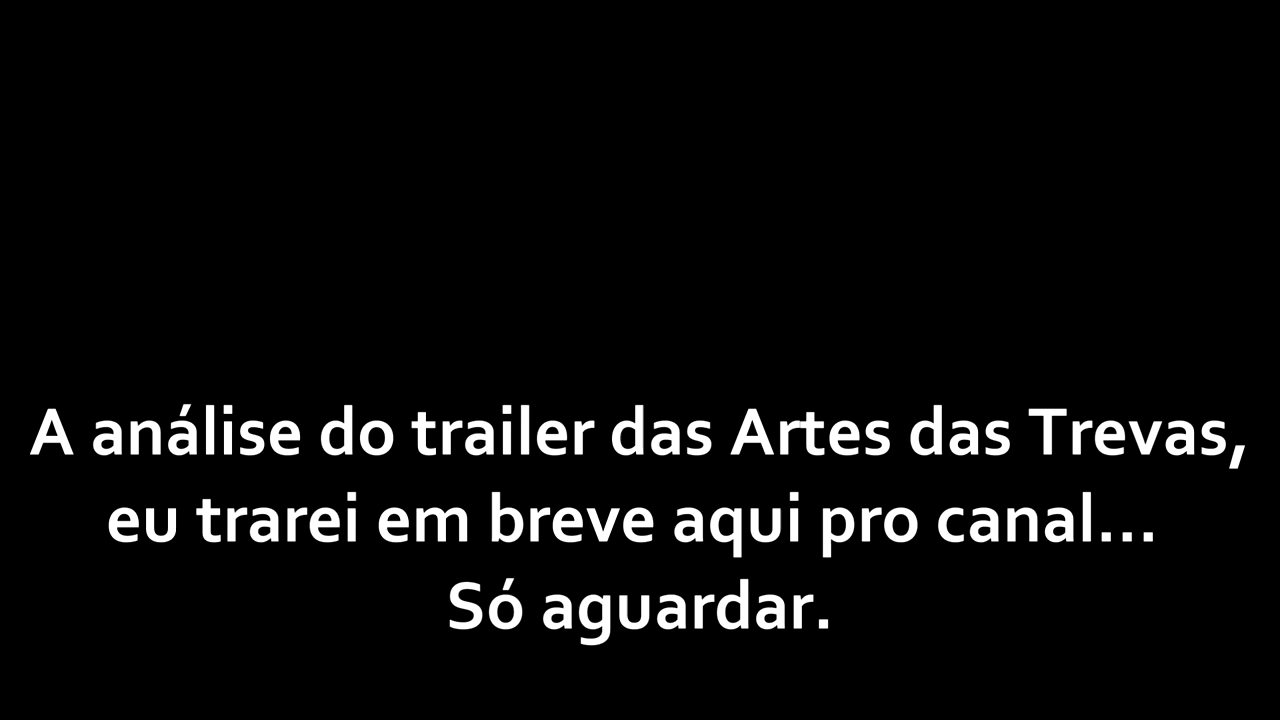 A análise do trailer das Artes das Trevas,
eu trarei em breve aqui pro canal...
Só aguardar.